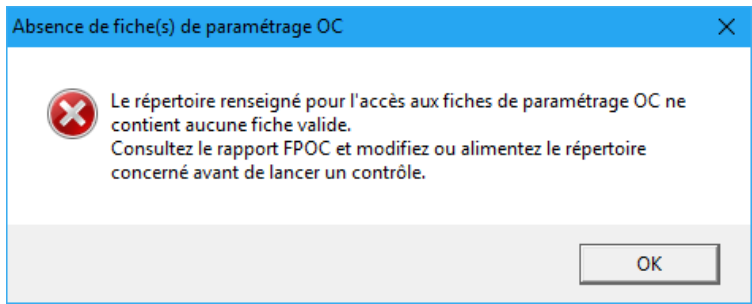 Absence de fiche(s) de paramétrage OC
Le répertoire renseigné pour l'accès aux fiches de paramétrage OC ne
contient aucune fiche valide.
Consultez le rapport FPOC et modifiez ou alimentez le répertoire
concerné avant de lancer un contrôle.
OK